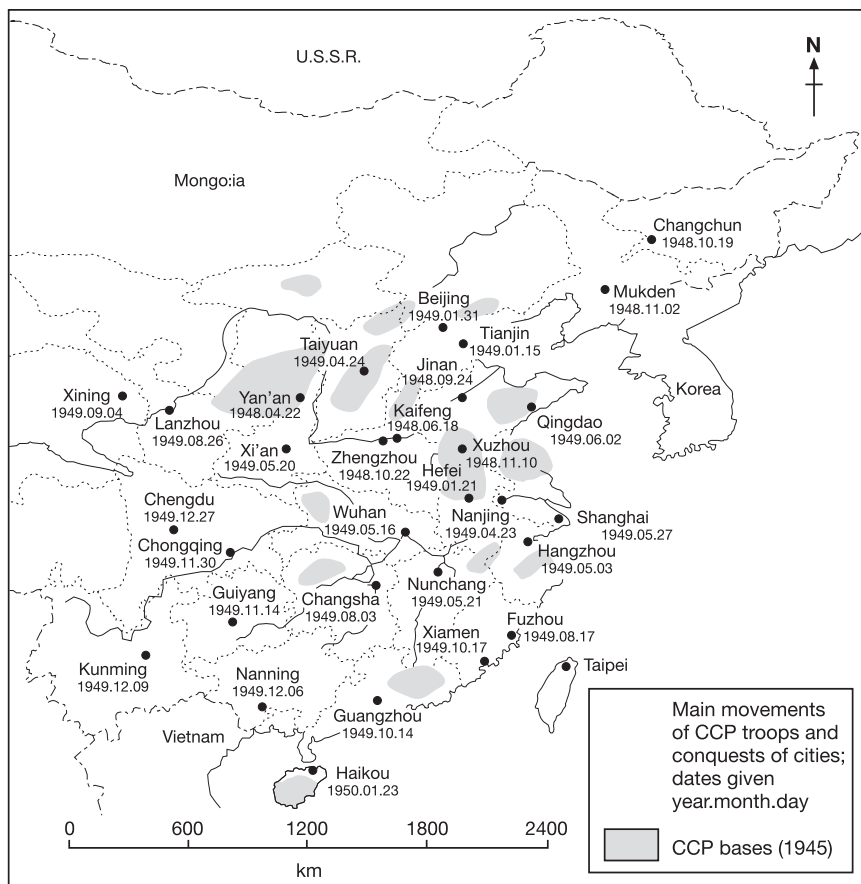 U.S.S.R.
N
Mongo:ia
Changchun
1948.10.19
Mukden
1948.11.02
Beijing
1949.01.31
Tianjin
1949.01.15
Taiyuan
1949.04.24
Jinan
1948.09.24
Korea
Xining
1949.09.04
Yan'an
1948.04.22
Lanzhou
1949.08.26
Kaifeng
1948.06.18
Qingdao
1949.06.02
Xi'an
1949.05.20
Zhengzhou
1948.10.22
Xuzhou
1948.11.10
Hefei
1949.01.21
Chengdu
1949.12.27
Wuhan
1949.05.16
Nanjing
1949.04.23
Shanghai
1949.05.27
Chongqing
1949.11.30
Hangzhou
1949.05.03
Guiyang
1949.11.14
Changsha
1949.08.03
Nunchang
1949.05.21
Fuzhou
1949.08.17
Xiamen
1949.10.17
Kunming
1949.12.09
Nanning
1949.12.06
Taipei
Guangzhou
1949.10.14
Vietnam
Haikou
1950.01.23
Main movements
of CCP troops and
conquests of cities;
dates given
year.month.day
CCP bases (1945)
0 600 1200 1800 2400
km